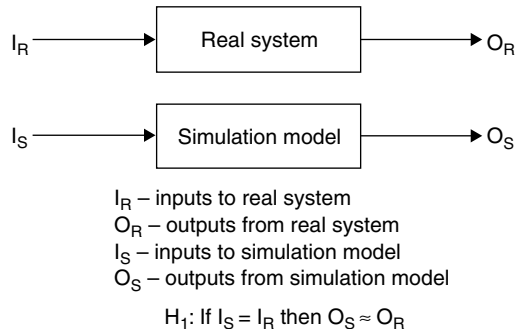 I_R Real system O_R
I_S Simulation model O_S
I_R – inputs to real system
O_R – outputs from real system
I_S – inputs to simulation model
O_S – outputs from simulation model
H_1: If I_S = I_R then O_S ≈ O_R